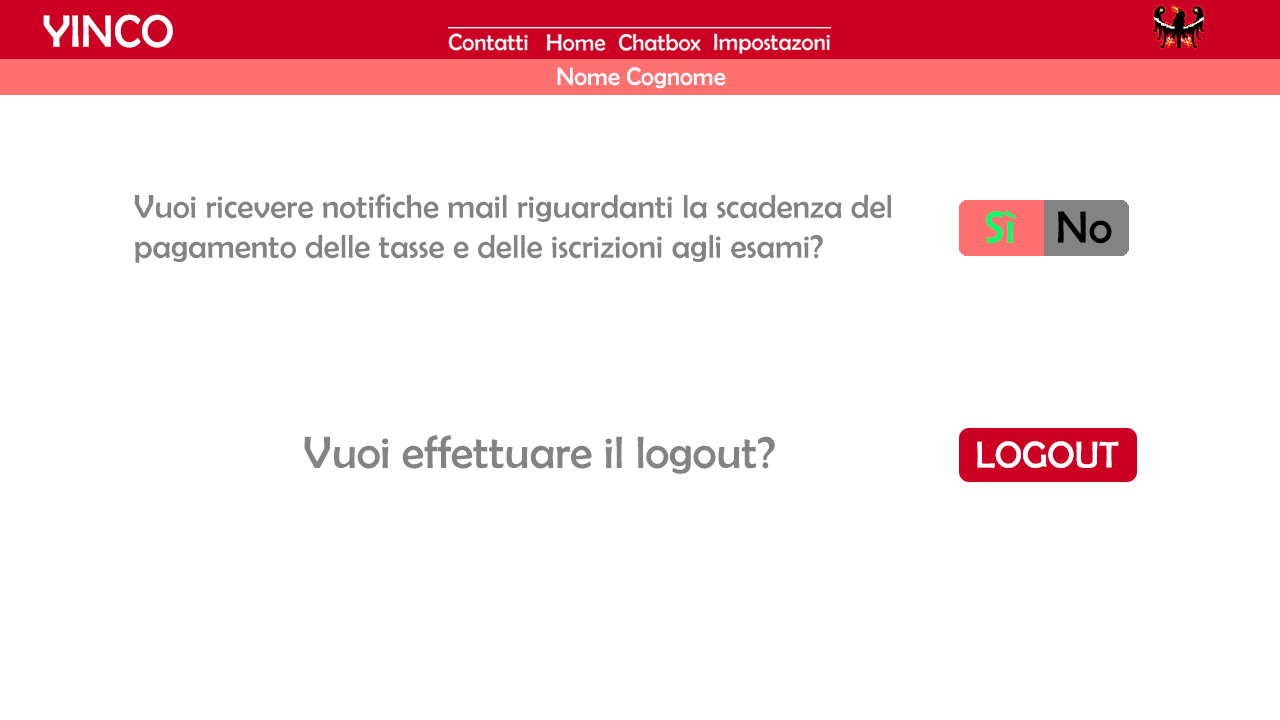 YINCO
Contatti Home Chatbox Impostazoni
Nome Cognome
Vuoi ricevere notifiche mail riguardanti la scadenza del
pagamento delle tasse e delle iscrizioni agli esami?
Sì No
Vuoi effettuare il logout?
LOGOUT